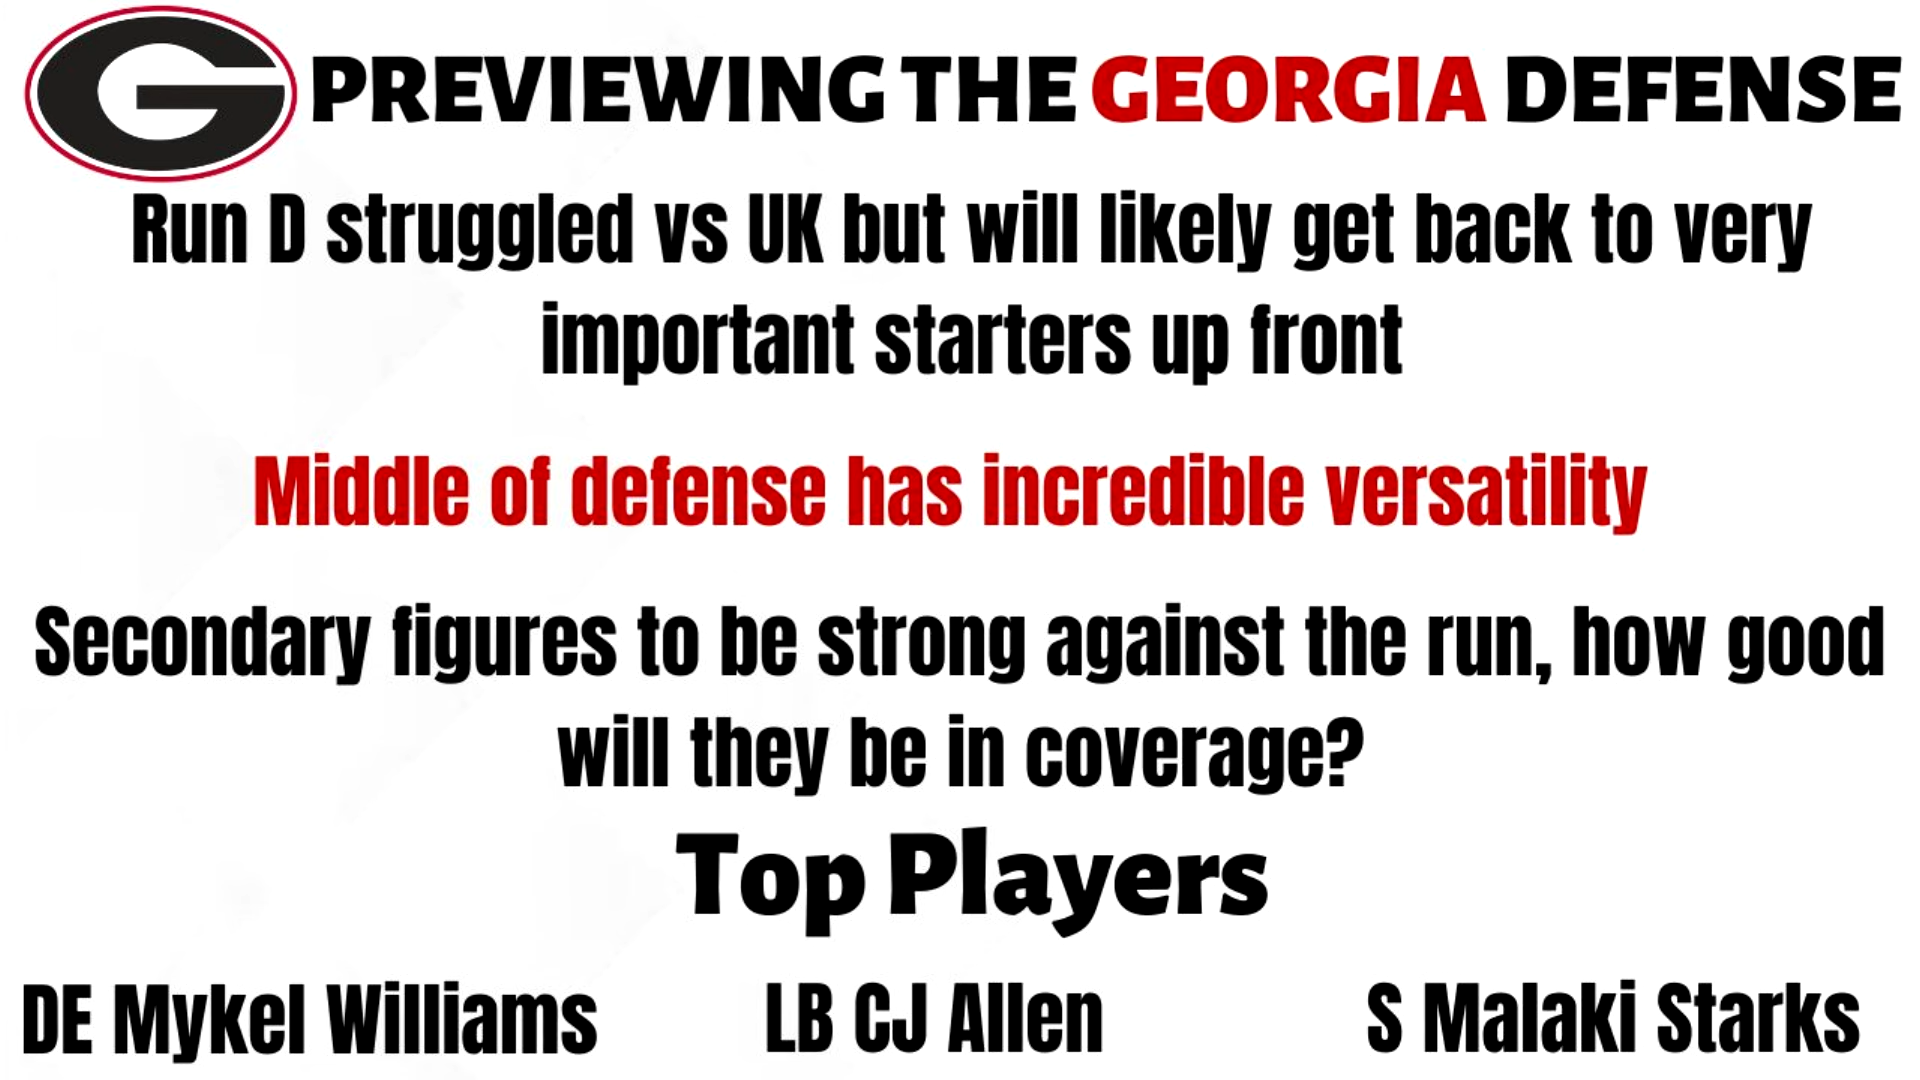 G PREVIEWING THE GEORGIA DEFENSE
Run D struggled vs UK but will likely get back to very
important starters up front
Middle of defense has incredible versatility
Secondary figures to be strong against the run, how good
will they be in coverage?
Top Players
DE Mykel Williams LB CJ Allen S Malaki Starks